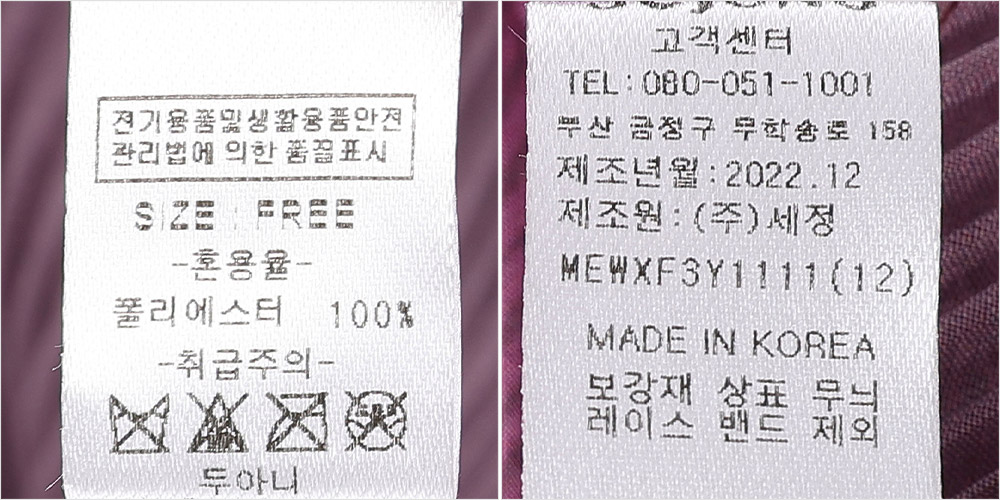 전기용품및생활용품안전
관리법에 의한 품질표시
SIZE : FREE
-혼용율-
폴리에스터 100%
-취급주의-
두아니
고객센터
TEL:080-051-1001
부산 금정구 무학송로 158
제조년월:2022.12
제조원:(주)세정
MEWXF3Y1111(12)
MADE IN KOREA
보강재 상표 무늬
레이스 밴드 제외